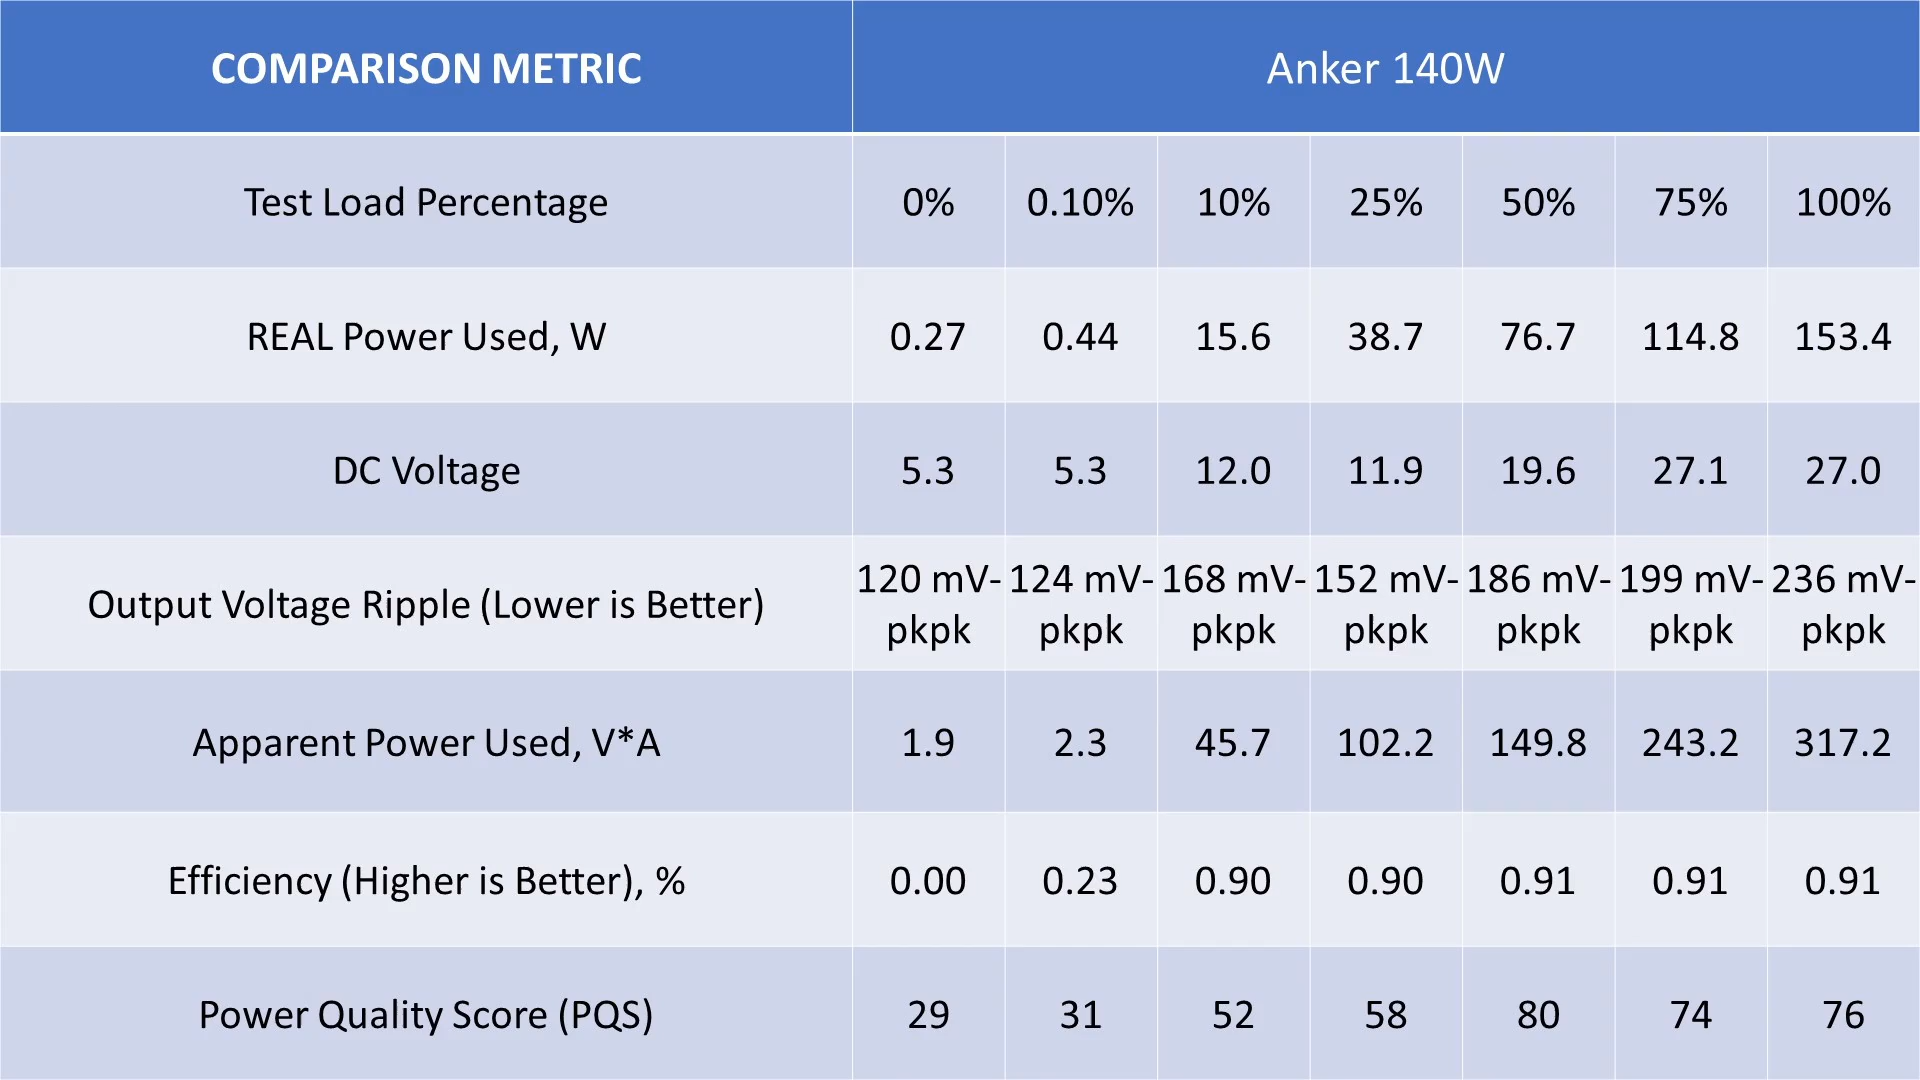 COMPARISON METRIC Anker 140W
Test Load Percentage 0% 0.10% 10% 25% 50% 75% 100%
REAL Power Used, W 0.27 0.44 15.6 38.7 76.7 114.8 153.4
DC Voltage 5.3 5.3 12.0 11.9 19.6 27.1 27.0
Output Voltage Ripple (Lower is Better) 120 mV-pkpk 124 mV-pkpk 168 mV-pkpk 152 mV-pkpk 186 mV-pkpk 199 mV-pkpk 236 mV-pkpk
Apparent Power Used, V*A 1.9 2.3 45.7 102.2 149.8 243.2 317.2
Efficiency (Higher is Better), % 0.00 0.23 0.90 0.90 0.91 0.91 0.91
Power Quality Score (PQS) 29 31 52 58 80 74 76